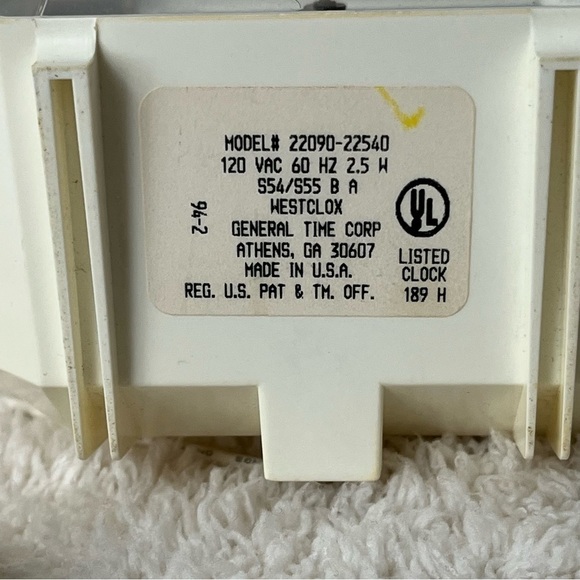 MODEL# 22090-22540
120 VAC 60 HZ 2.5 W
S54/S55 B A
WESTCLOX
GENERAL TIME CORP
ATHENS, GA 30607
MADE IN U.S.A.
REG. U.S. PAT & TM. OFF.
94-2
UL
LISTED
CLOCK
189 H